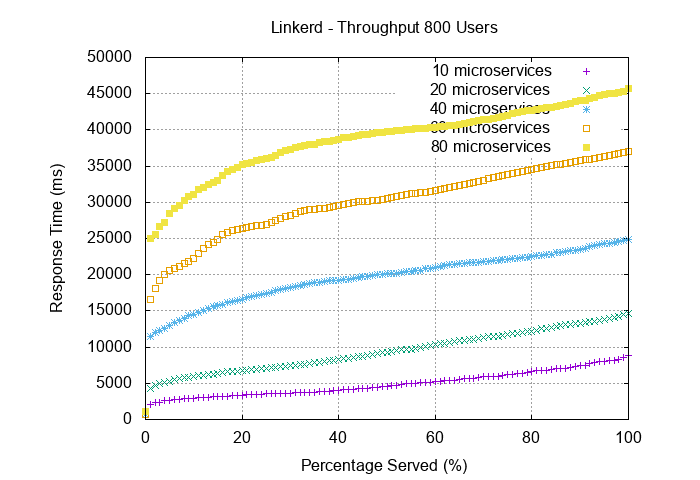 Linkerd - Throughput 800 Users
Response Time (ms)
50000
45000
40000
35000
30000
25000
20000
15000
10000
5000
0
10 microservices
20 microservices
40 microservices
microservices
80 microservices
0 20 40 60 80 100
Percentage Served (%)